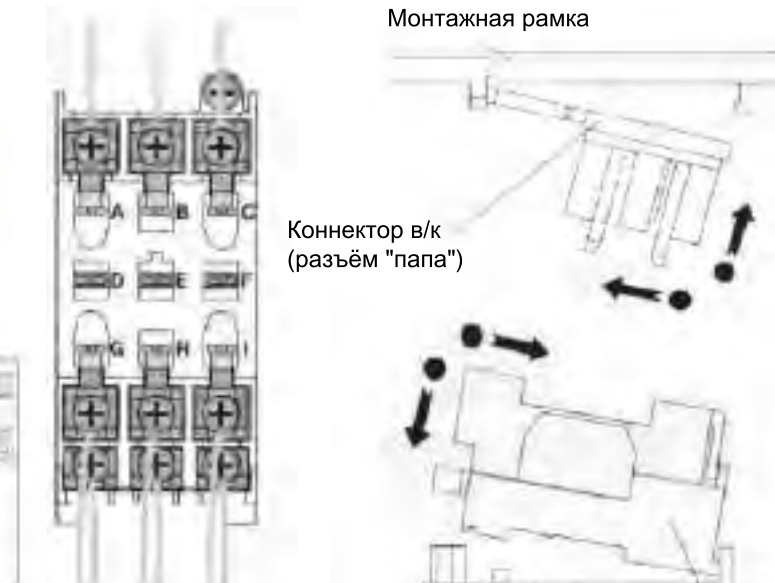 Монтажная рамка
A B C
Коннектор в/к
(разъём "папа")
D E F
G H I